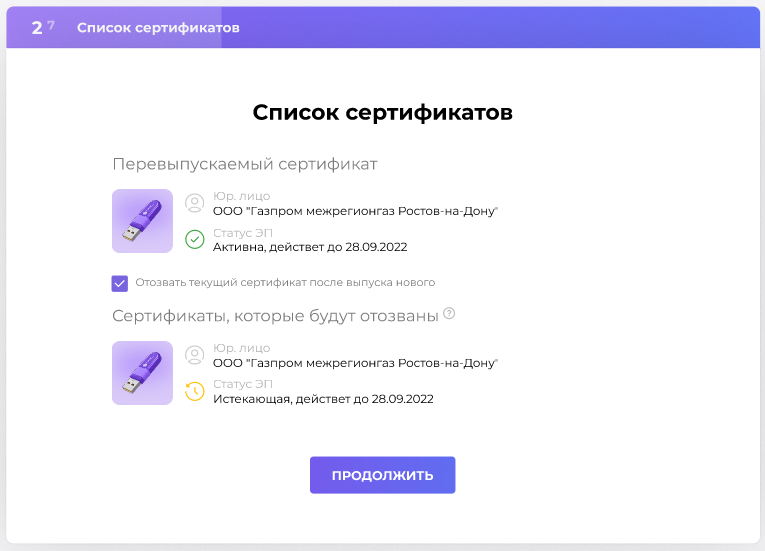 2 7 Список сертификатов
Список сертификатов
Перевыпускаемый сертификат
Юр. лицо
ООО "Газпром межрегионгаз Ростов-на-Дону"
Статус ЭП
Активна, действет до 28.09.2022
Отозвать текущий сертификат после выпуска нового
Сертификаты, которые будут отозваны ?
Юр. лицо
ООО "Газпром межрегионгаз Ростов-на-Дону"
Статус ЭП
Истекающая, действет до 28.09.2022
ПРОДОЛЖИТЬ